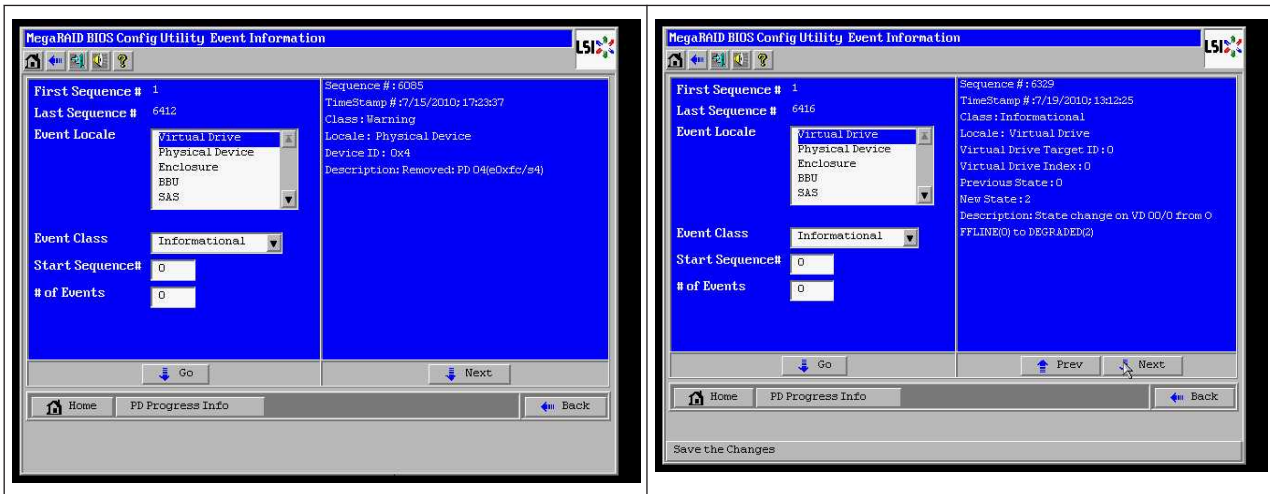 MegaRAID BIOS Config Utility Event Information
LSI
First Sequence # 1
Last Sequence # 6412
Event Locale
Virtual Drive
Physical Device
Enclosure
BBU
SAS
Event Class Informational
Start Sequence# 0
# of Events 0
Go
Sequence #:6085
TimeStamp #:7/15/2010; 17:23:37
Class:Warning
Locale: Physical Device
Device ID: 0x4
Description: Removed: PD 04(e0xfc/s4)
Next
Home
PD Progress Info
Back
MegaRAID BIOS Config Utility Event Information
LSI
First Sequence # 1
Last Sequence # 6416
Event Locale
Virtual Drive
Physical Device
Enclosure
BBU
SAS
Event Class Informational
Start Sequence# 0
# of Events 0
Go
Sequence #:6329
TimeStamp #:7/19/2010; 13:12:25
Class:Informational
Locale: Virtual Drive
Virtual Drive Target ID:0
Virtual Drive Index:0
Previous State:0
New State:2
Description: State change on VD 00/0 from O
FFLINE(0) to DEGRADED(2)
Prev
Next
Home
PD Progress Info
Back
Save the Changes